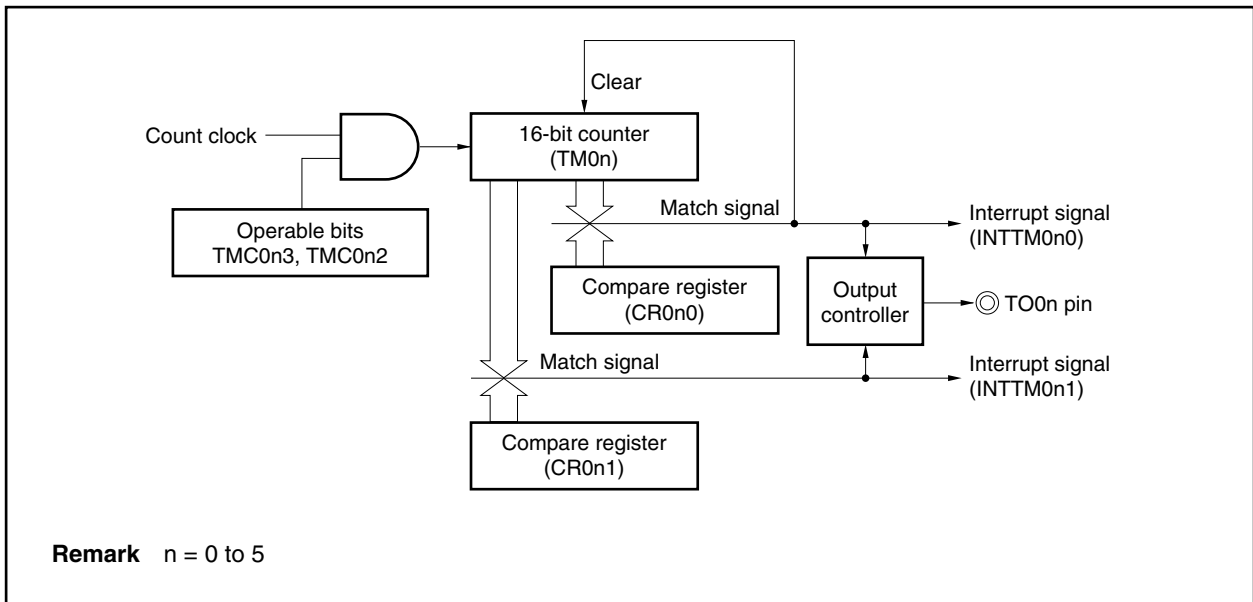 Clear
Count clock
16-bit counter
(TM0n)
Operable bits
TMC0n3, TMC0n2
Match signal
Interrupt signal
(INTTM0n0)
Compare register
(CR0n0)
Output
controller
TO0n pin
Match signal
Interrupt signal
(INTTM0n1)
Compare register
(CR0n1)
Remark n = 0 to 5